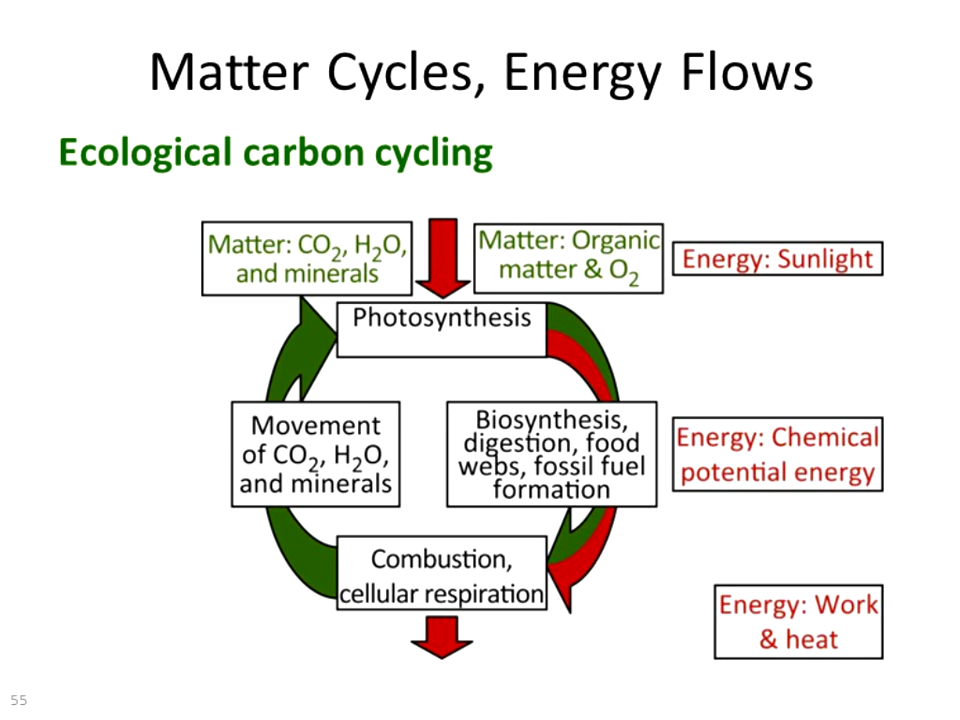 Matter Cycles, Energy Flows
Ecological carbon cycling
Matter: CO₂, H₂O,
and minerals
Matter: Organic
matter & O₂
Energy: Sunlight
Photosynthesis
Movement
of CO₂, H₂O,
and minerals
Biosynthesis,
digestion, food
webs, fossil fuel
formation
Energy: Chemical
potential energy
Combustion,
cellular respiration
Energy: Work
& heat
55